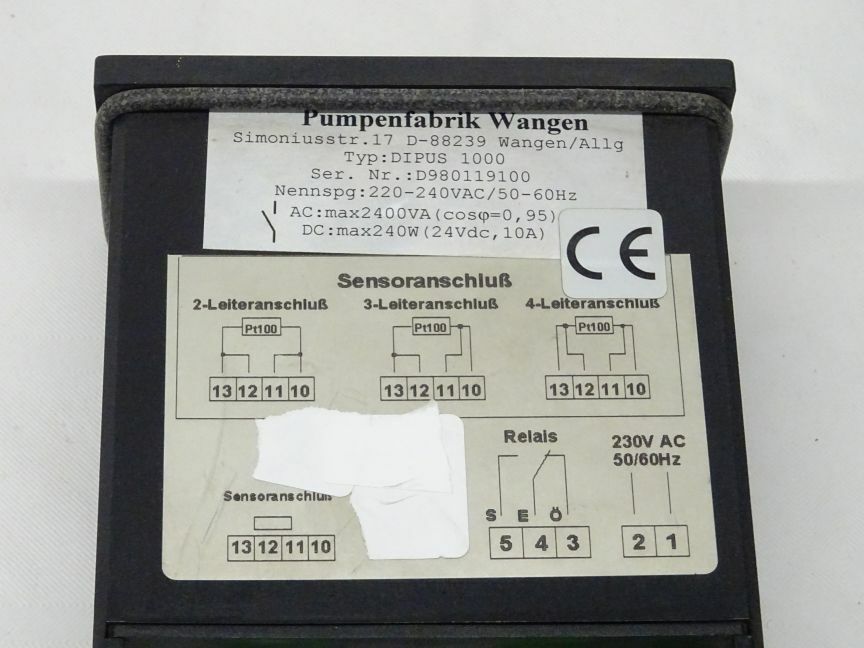 Pumpenfabrik Wangen
Simoniusstr.17 D-88239 Wangen/Allg
Typ:DIPUS 1000
Ser. Nr.:D980119100
Nennspg:220-240VAC/50-60Hz
AC:max2400VA(cosφ=0,95)
DC:max240W(24Vdc,10A)
CE
Sensoranschluß
2-Leiteranschluß 3-Leiteranschluß 4-Leiteranschluß
Pt100 Pt100 Pt100
13 12 11 10 13 12 11 10 13 12 11 10
Relais
230V AC
50/60Hz
Sensoranschluß
S E Ö
13 12 11 10
5 4 3 2 1